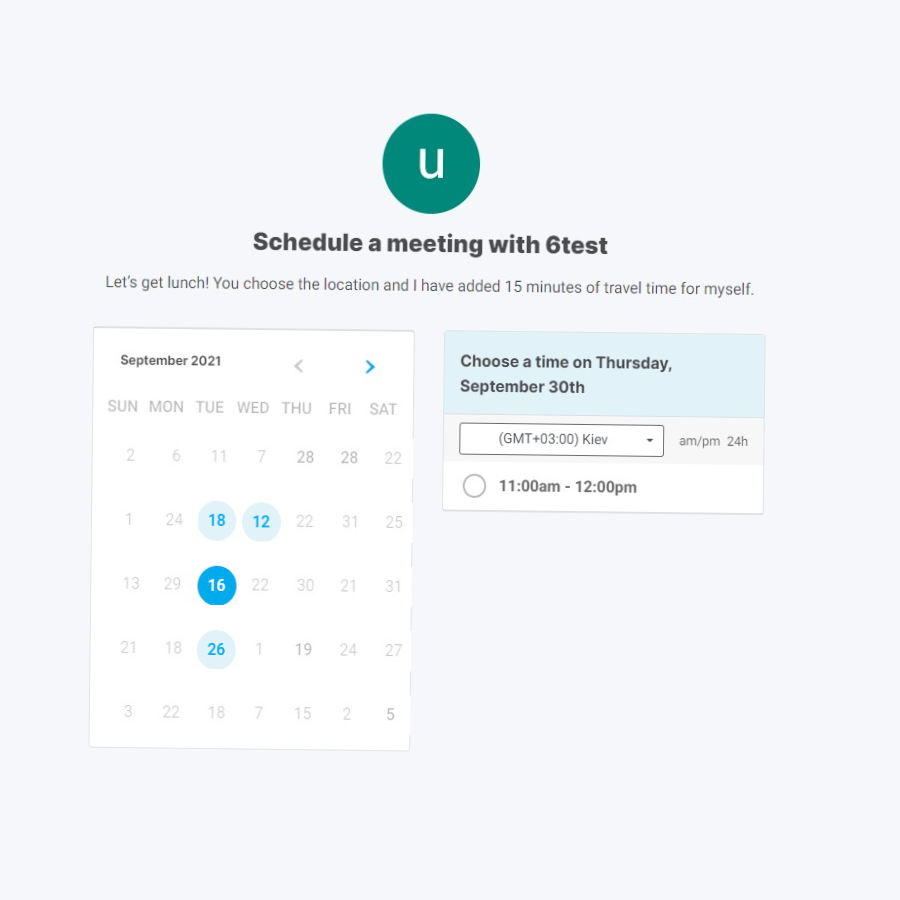 u
Schedule a meeting with 6test
Let's get lunch! You choose the location and I have added 15 minutes of travel time for myself.
September 2021
SUN MON TUE WED THU FRI SAT
2 6 11 7 28 28 22
1 24 18 12 22 31 25
13 29 16 22 30 21 31
21 18 26 1 19 24 27
3 22 18 7 15 2 5
Choose a time on Thursday,
September 30th
(GMT+03:00) Kiev am/pm 24h
11:00am - 12:00pm